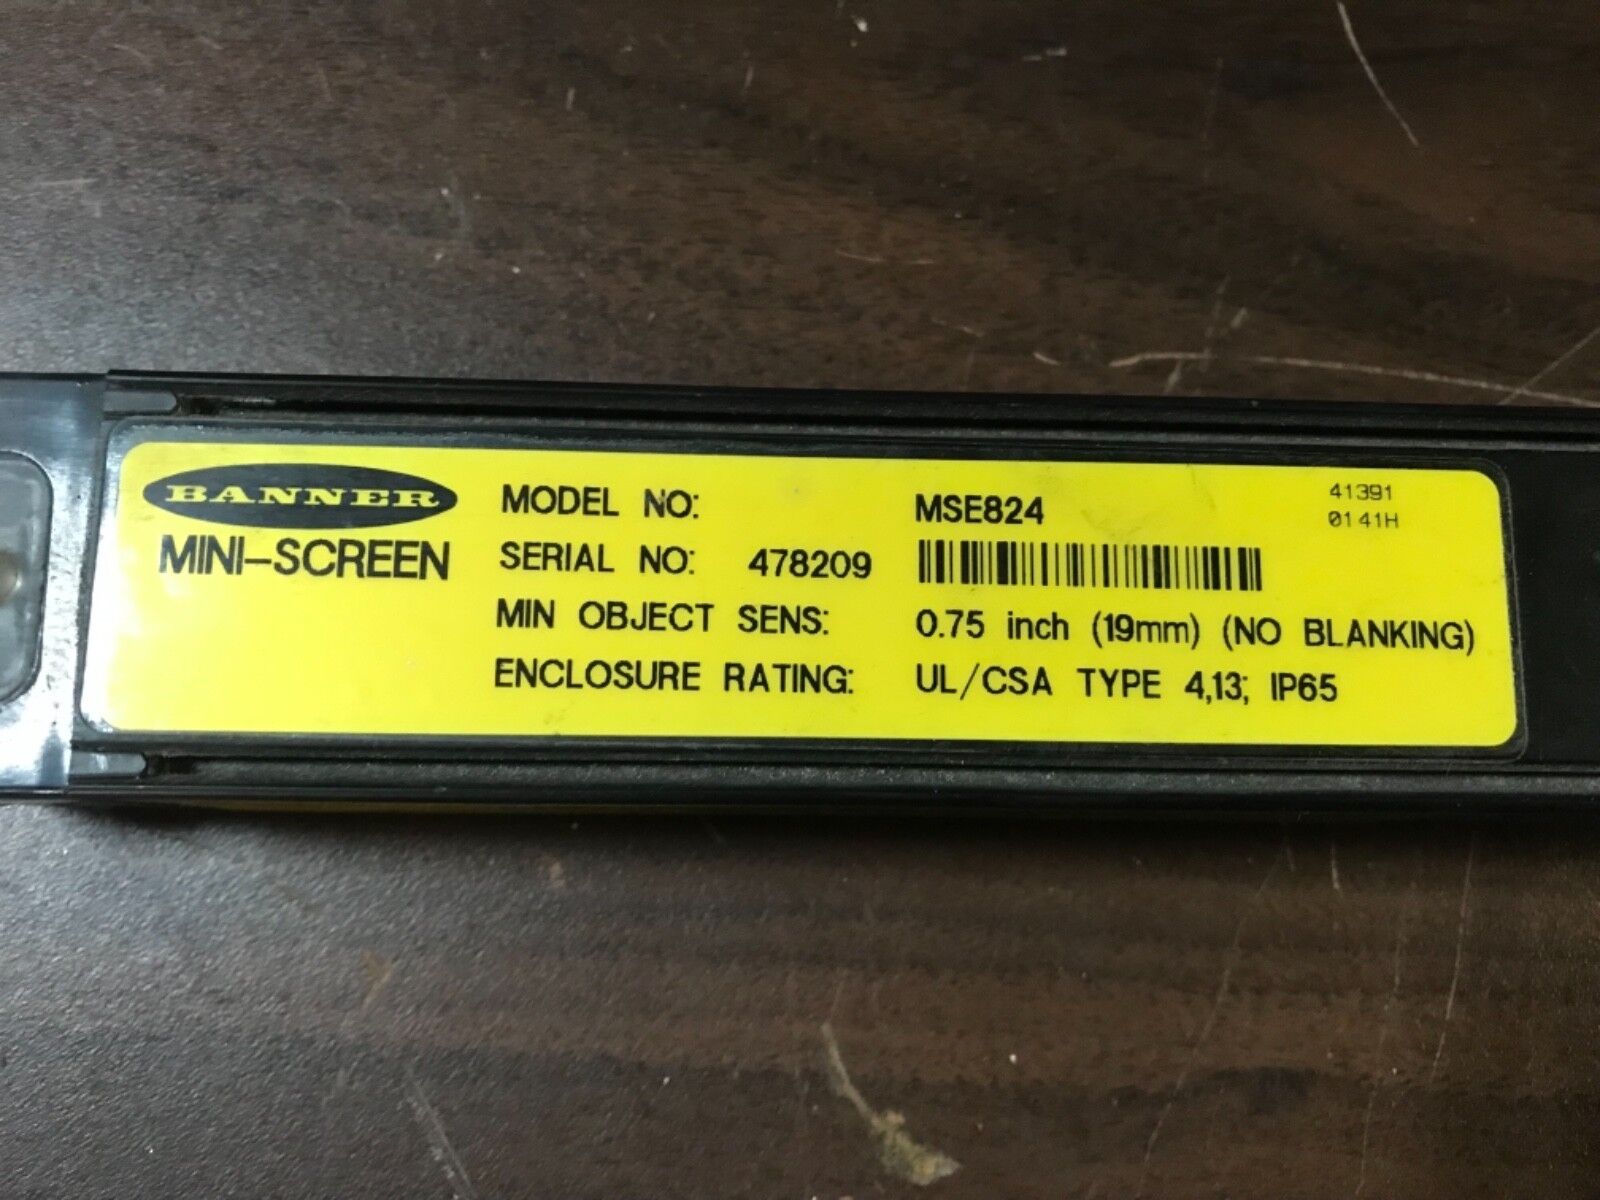 BANNER
MINI-SCREEN
MODEL NO: MSE824
SERIAL NO: 478209
MIN OBJECT SENS: 0.75 inch (19mm) (NO BLANKING)
ENCLOSURE RATING: UL/CSA TYPE 4,13; IP65
41391
0141H